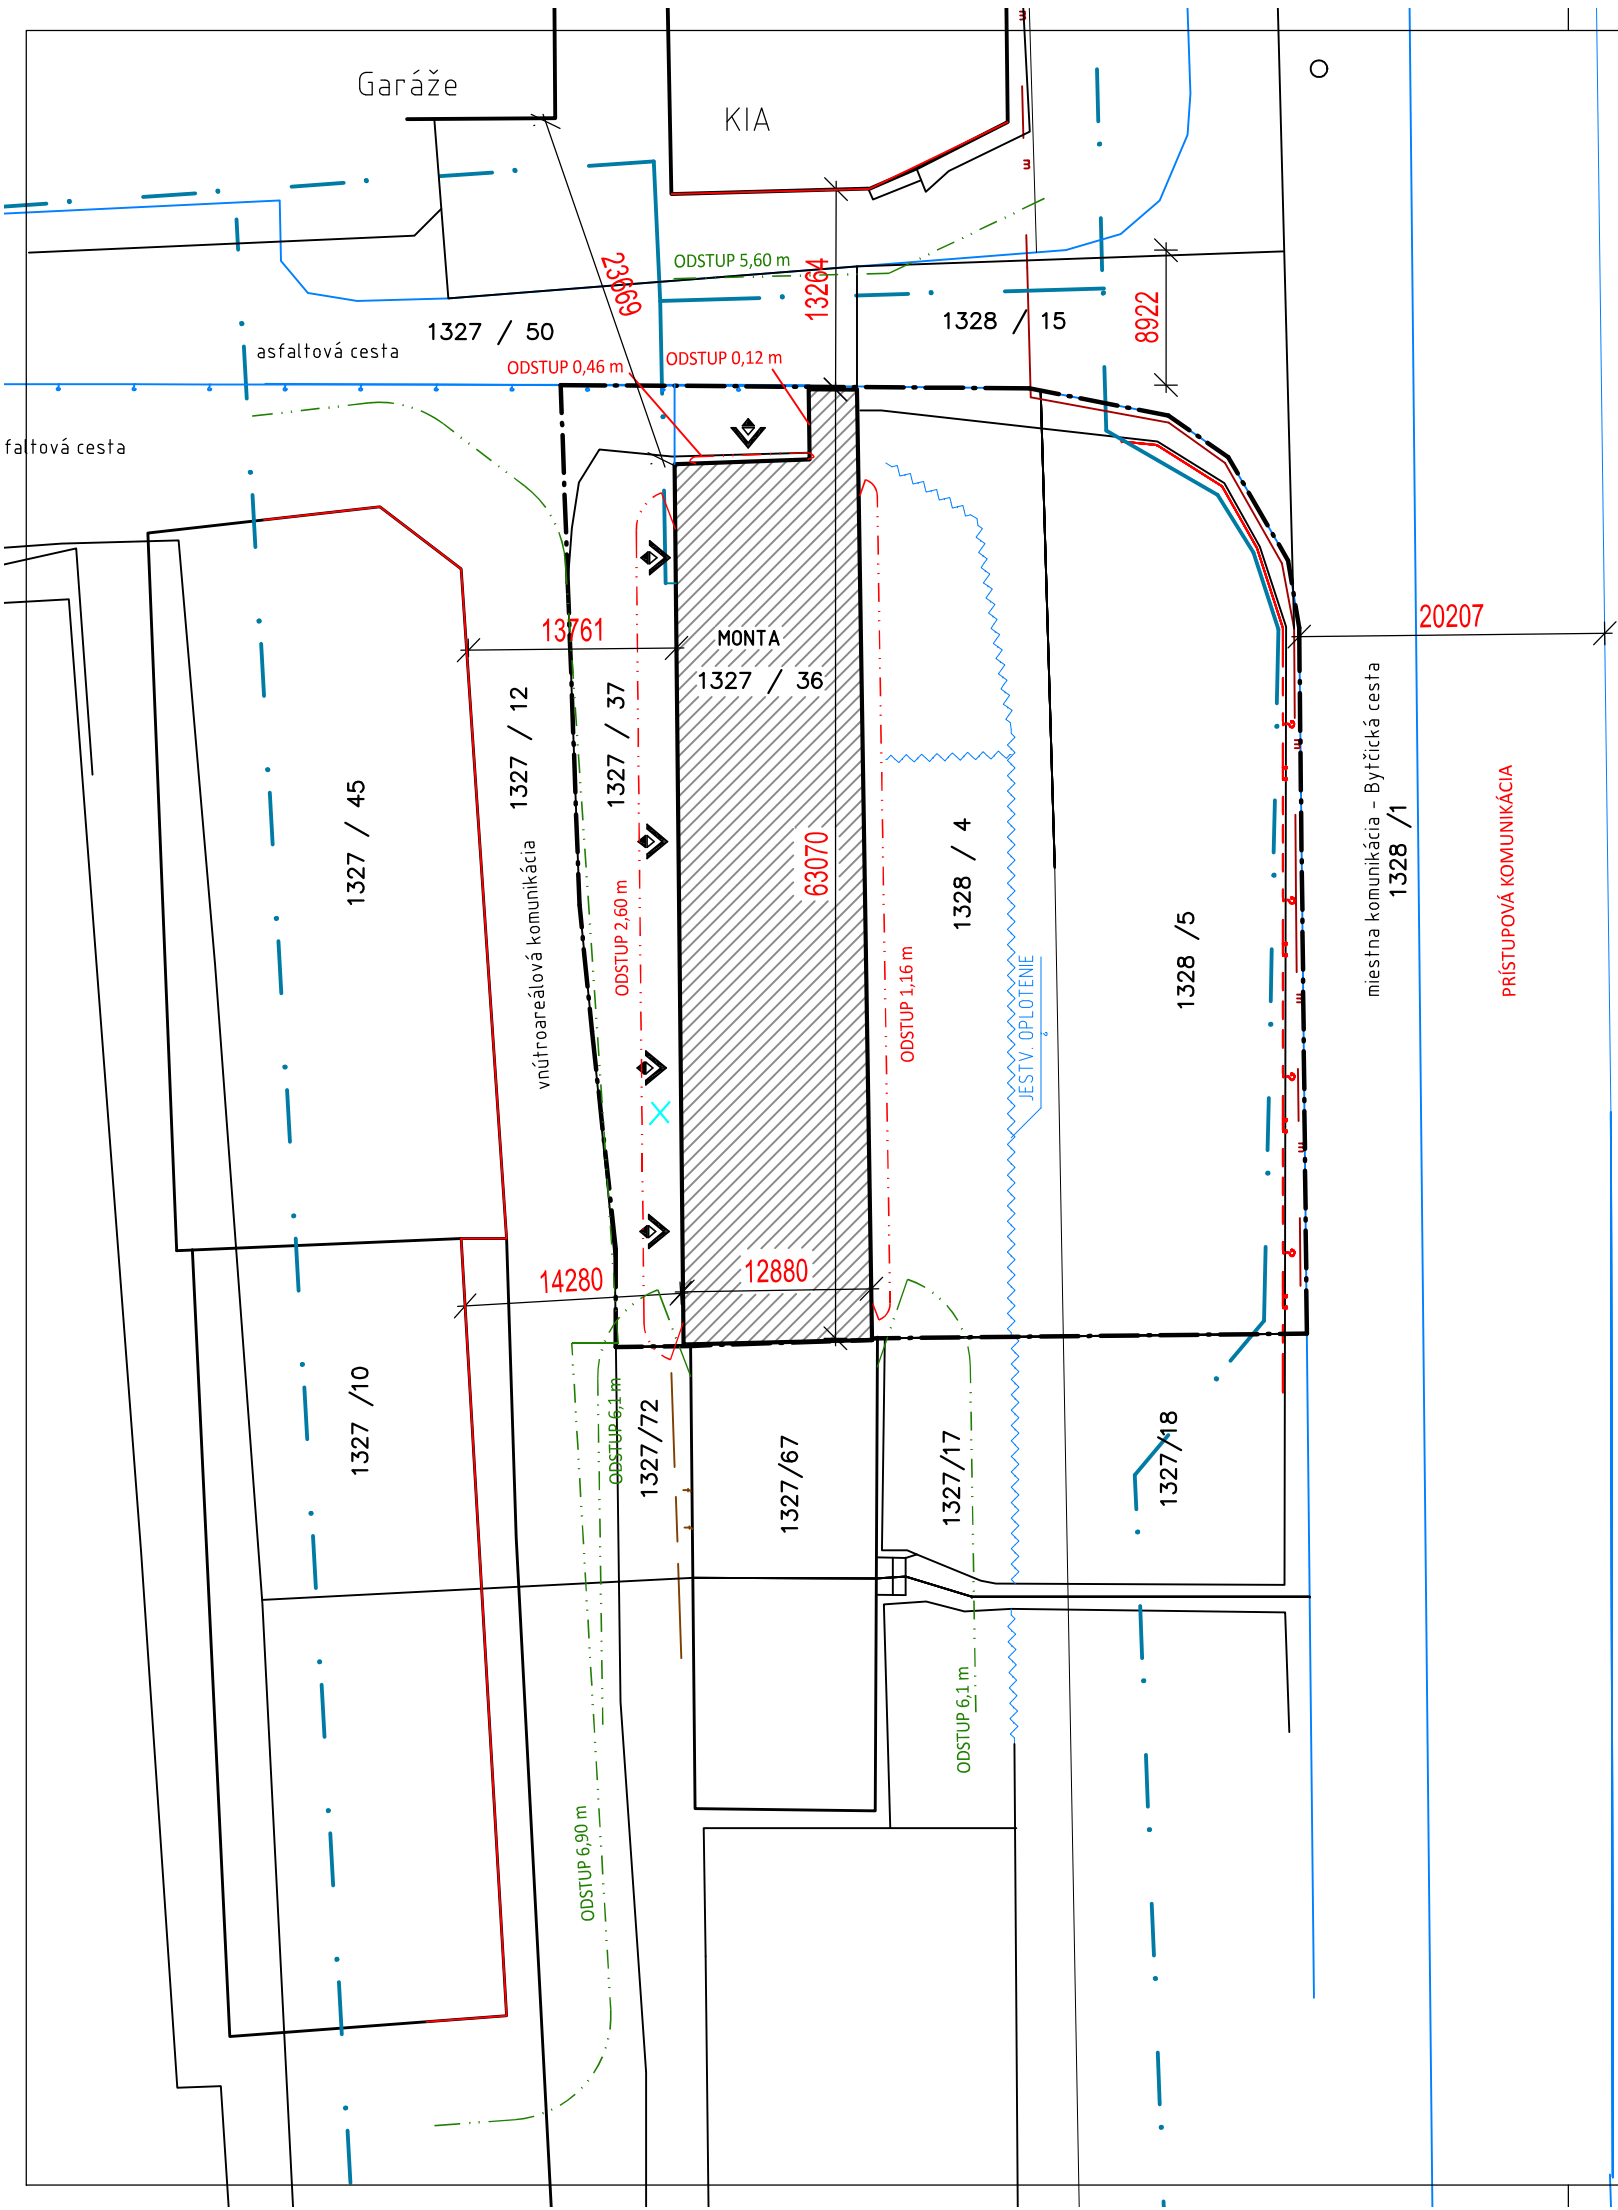 Garáže
KIA
23669
ODSTUP 5,60 m
13264
1327 / 50
1328 / 15
8922
asfaltová cesta
ODSTUP 0,46 m
ODSTUP 0,12 m
faltová cesta
13761
MONTA
1327 / 36
20207
1327 / 12
1327 / 37
1327 / 45
vnútroareálová komunikácia
ODSTUP 2,60 m
63070
1328 / 4
ODSTUP 1,16 m
JESTV. OPLOTENIE
1328 /5
miestna komunikácia - Bytčická cesta
1328 /1
PRÍSTUPOVÁ KOMUNIKÁCIA
14280
12880
1327 /10
ODSTUP 6,1 m
1327/72
1327/67
1327/17
1327/18
ODSTUP 6,1 m
ODSTUP 6,90 m